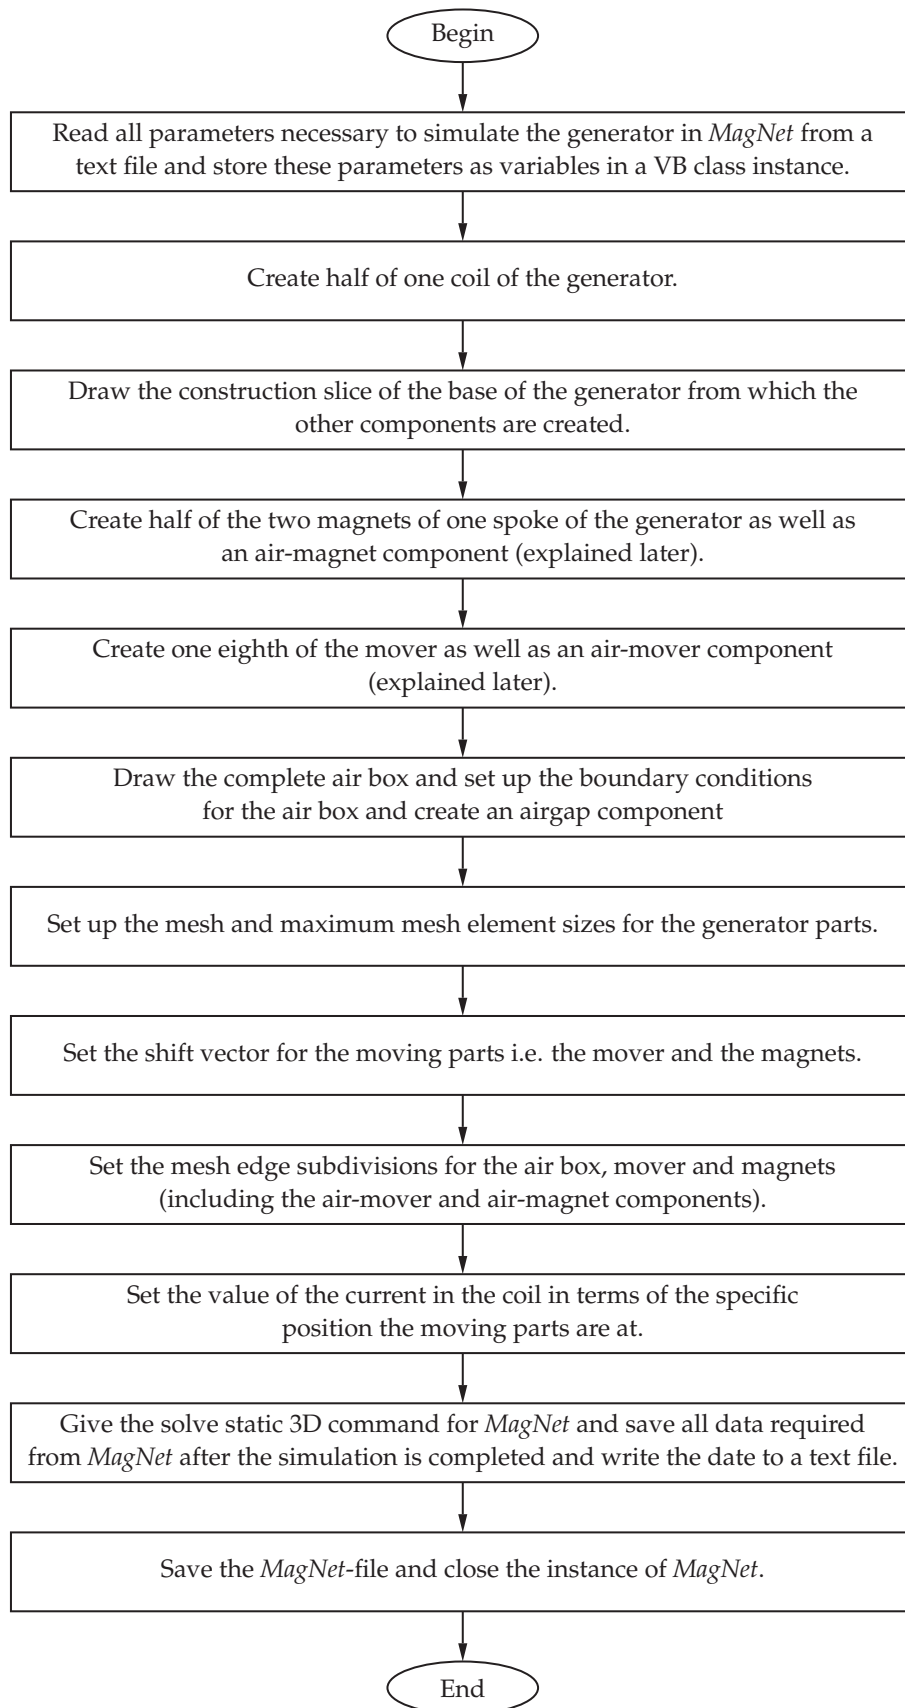 Begin
Read all parameters necessary to simulate the generator in MagNet from a
text file and store these parameters as variables in a VB class instance.
Create half of one coil of the generator.
Draw the construction slice of the base of the generator from which the
other components are created.
Create half of the two magnets of one spoke of the generator as well as
an air-magnet component (explained later).
Create one eighth of the mover as well as an air-mover component
(explained later).
Draw the complete air box and set up the boundary conditions
for the air box and create an airgap component
Set up the mesh and maximum mesh element sizes for the generator parts.
Set the shift vector for the moving parts i.e. the mover and the magnets.
Set the mesh edge subdivisions for the air box, mover and magnets
(including the air-mover and air-magnet components).
Set the value of the current in the coil in terms of the specific
position the moving parts are at.
Give the solve static 3D command for MagNet and save all data required
from MagNet after the simulation is completed and write the date to a text file.
Save the MagNet-file and close the instance of MagNet.
End